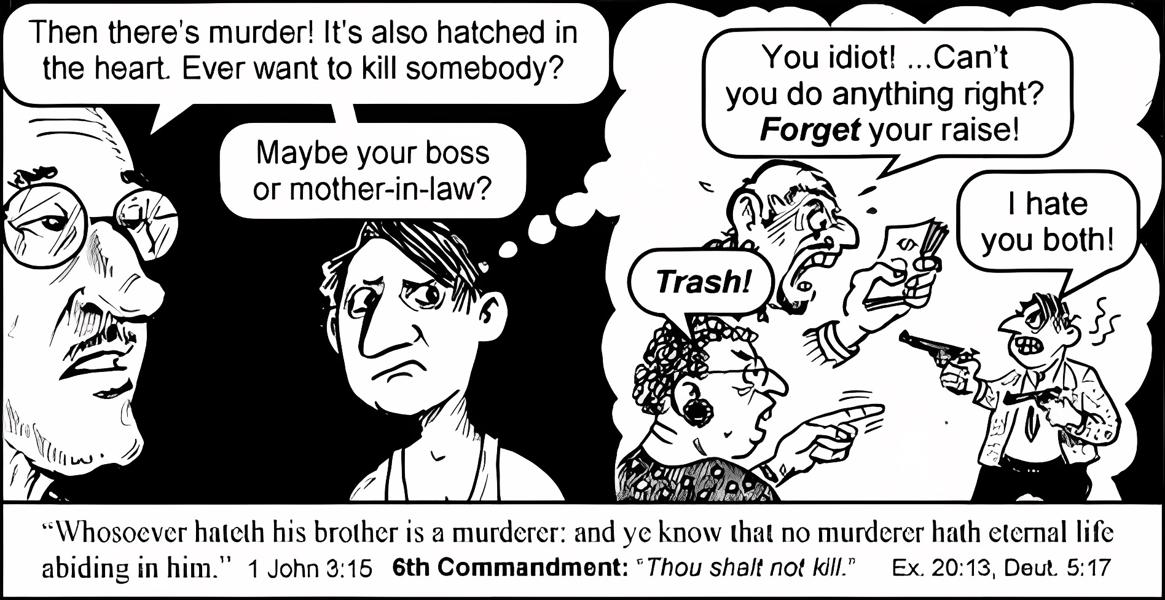 Then there's murder! It's also hatched in
the heart. Ever want to kill somebody?
Maybe your boss
or mother-in-law?
You idiot! ...Can't
you do anything right?
Forget your raise!
I hate
you both!
Trash!
$
"Whosoever hateth his brother is a murderer: and ye know that no murderer hath eternal life
abiding in him." 1 John 3:15 6th Commandment: "Thou shalt not kill." Ex. 20:13, Deut. 5:17